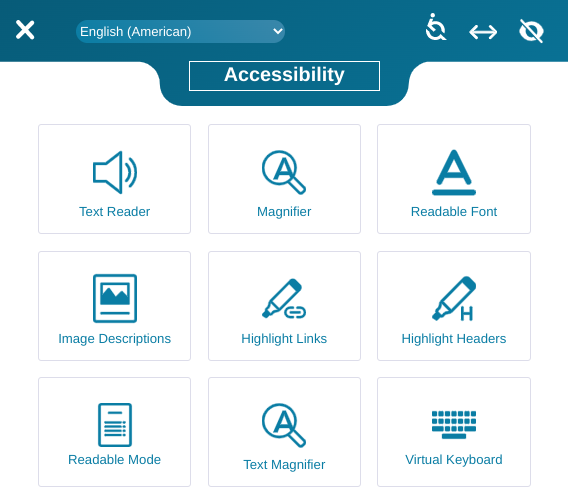 English (American)
Accessibility
Text Reader
Magnifier
Readable Font
Image Descriptions
Highlight Links
Highlight Headers
Readable Mode
Text Magnifier
Virtual Keyboard